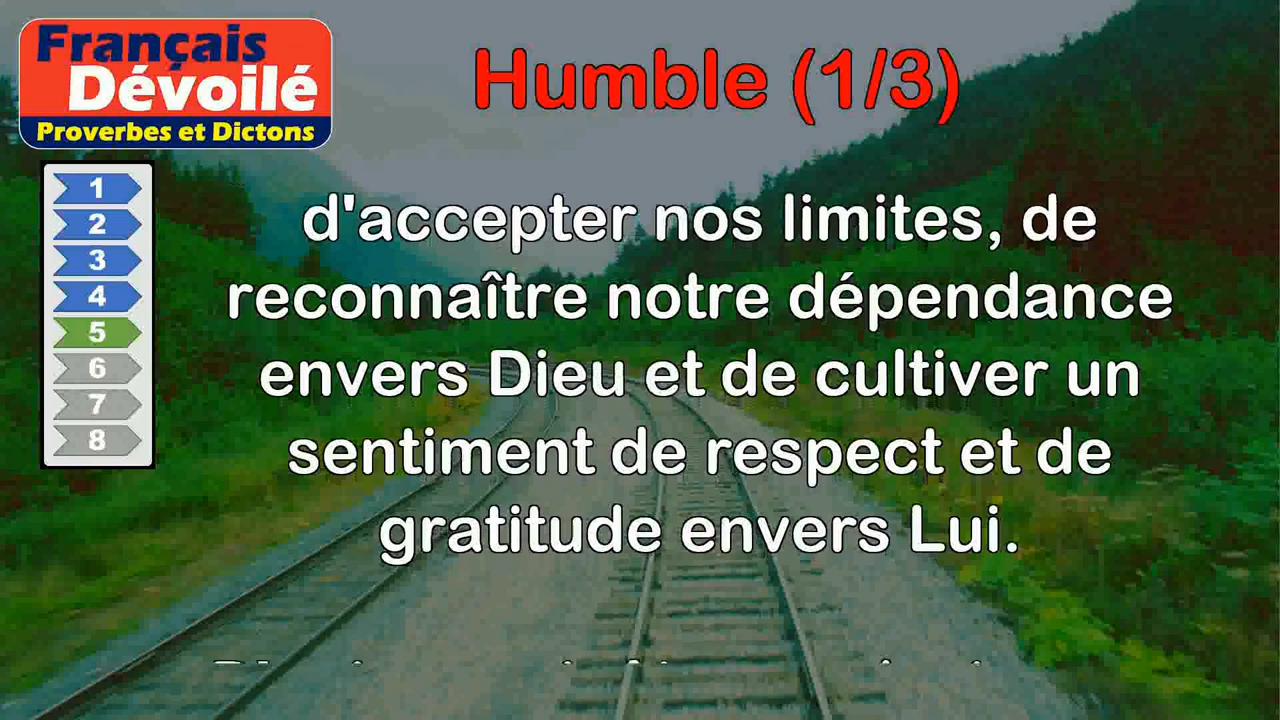 Français
Dévoilé
Proverbes et Dictons
Humble (1/3)
1
2
3
4
5
6
7
8
d'accepter nos limites, de
reconnaître notre dépendance
envers Dieu et de cultiver un
sentiment de respect et de
gratitude envers Lui.